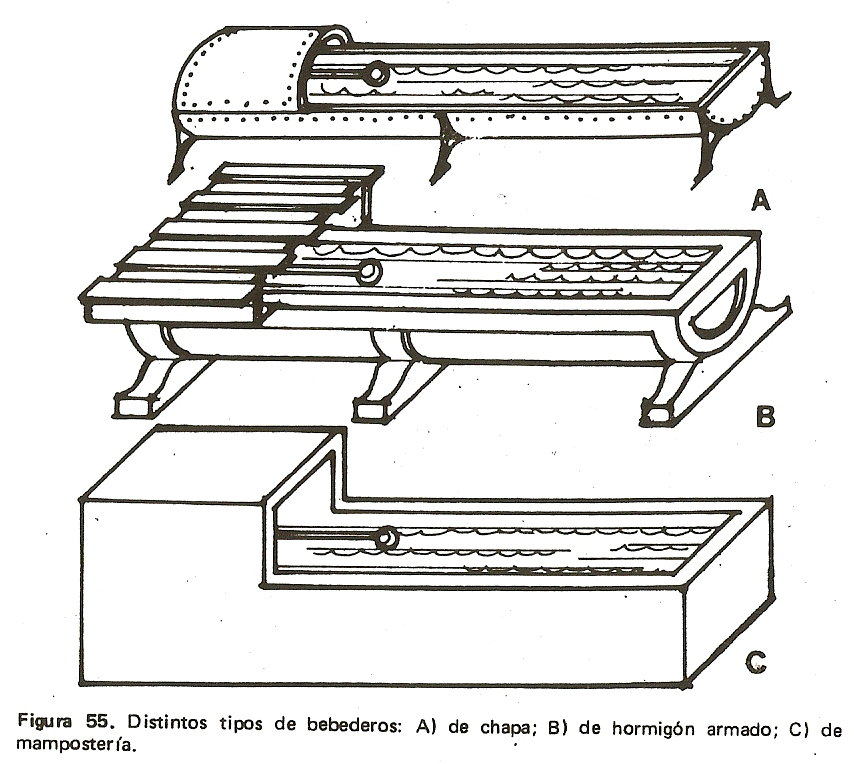 A
B
C
Figura 55. Distintos tipos de bebederos: A) de chapa; B) de hormigón armado; C) de
mampostería.